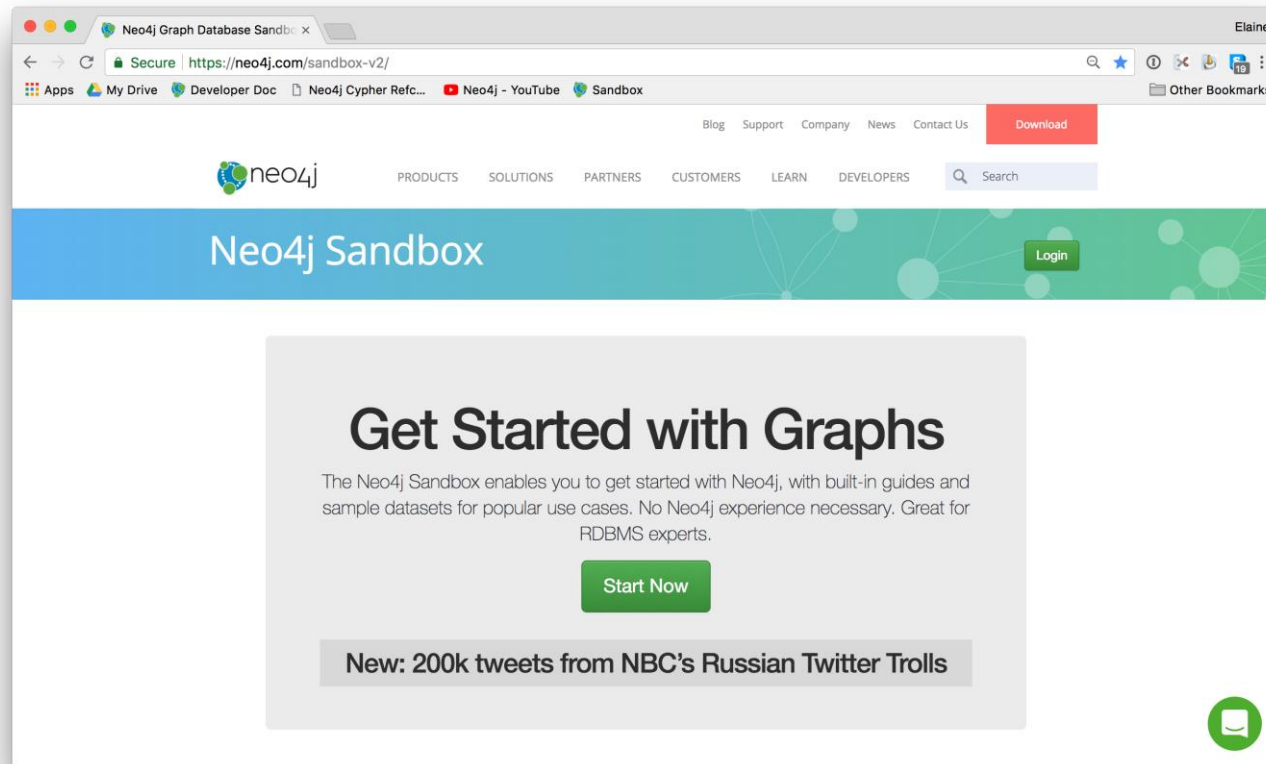 Neo4j Graph Database Sandbo
Elaine
Secure https://neo4j.com/sandbox-v2/
19
Apps My Drive Developer Doc Neo4j Cypher Refc... Neo4j - YouTube Sandbox Other Bookmarks
Blog Support Company News Contact Us Download
neo4j PRODUCTS SOLUTIONS PARTNERS CUSTOMERS LEARN DEVELOPERS Search
Neo4j Sandbox Login
Get Started with Graphs
The Neo4j Sandbox enables you to get started with Neo4j, with built-in guides and
sample datasets for popular use cases. No Neo4j experience necessary. Great for
RDBMS experts.
Start Now
New: 200k tweets from NBC's Russian Twitter Trolls